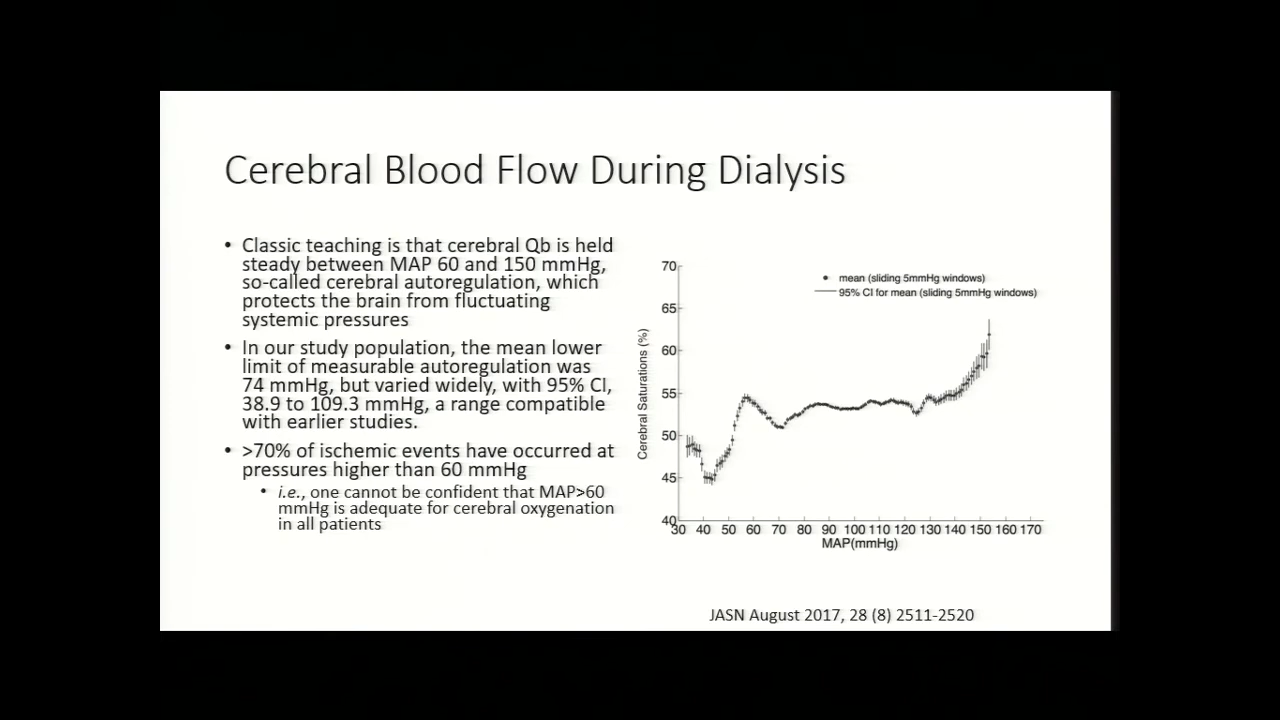 Cerebral Blood Flow During Dialysis
• Classic teaching is that cerebral Qb is held
steady between MAP 60 and 150 mmHg,
so-called cerebral autoregulation, which
protects the brain from fluctuating
systemic pressures
• In our study population, the mean lower
limit of measurable autoregulation was
74 mmHg, but varied widely, with 95% CI,
38.9 to 109.3 mmHg, a range compatible
with earlier studies.
• >70% of ischemic events have occurred at
pressures higher than 60 mmHg
• i.e., one cannot be confident that MAP>60
mmHg is adequate for cerebral oxygenation
in all patients
mean (sliding 5mmHg windows)
95% CI for mean (sliding 5mmHg windows)
Cerebral Saturations (%)
70
65
60
55
50
45
40
30 40 50 60 70 80 90 100 110 120 130 140 150 160 170
MAP(mmHg)
JASN August 2017, 28 (8) 2511-2520